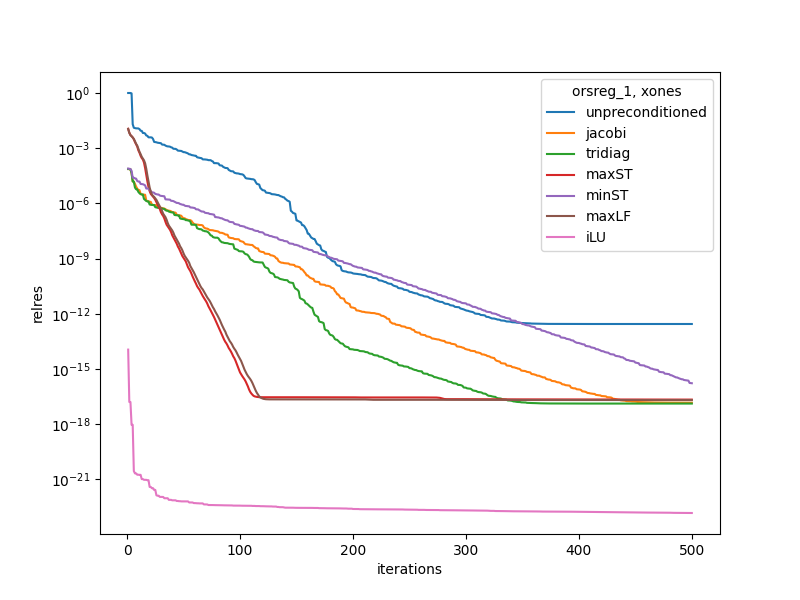 orsreg_1, xones
unpreconditioned
jacobi
tridiag
maxST
minST
maxLF
iLU
relres
10^0
10^-3
10^-6
10^-9
10^-12
10^-15
10^-18
10^-21
0 100 200 300 400 500
iterations